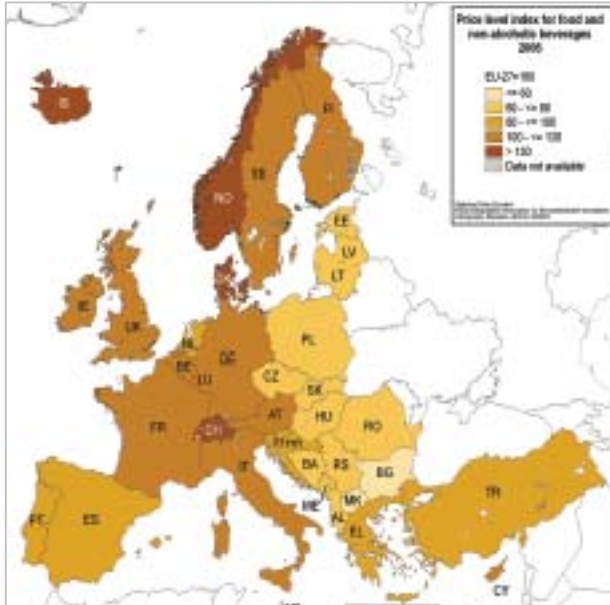 Price level index for food and
non-alcoholic beverages
2006
EU-27=100
<= 60
60 - <= 80
80 - <= 100
100 - <= 130
> 130
Data not available
IS
NO
SE
FI
EE
LV
LT
IE
UK
NL
BE
LU
DE
PL
CZ
SK
FR
CH
AT
HU
RO
IT
BA
RS
BG
ME
MK
AL
EL
PT
ES
TR
CY